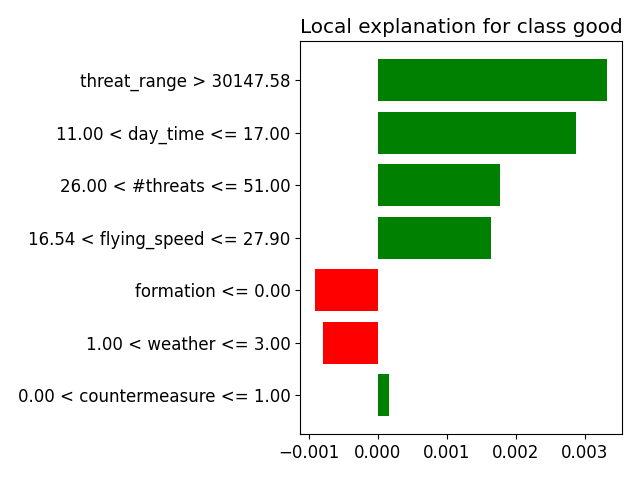 Local explanation for class good
threat_range > 30147.58
11.00 < day_time <= 17.00
26.00 < #threats <= 51.00
16.54 < flying_speed <= 27.90
formation <= 0.00
1.00 < weather <= 3.00
0.00 < countermeasure <= 1.00
−0.001 0.000 0.001 0.002 0.003